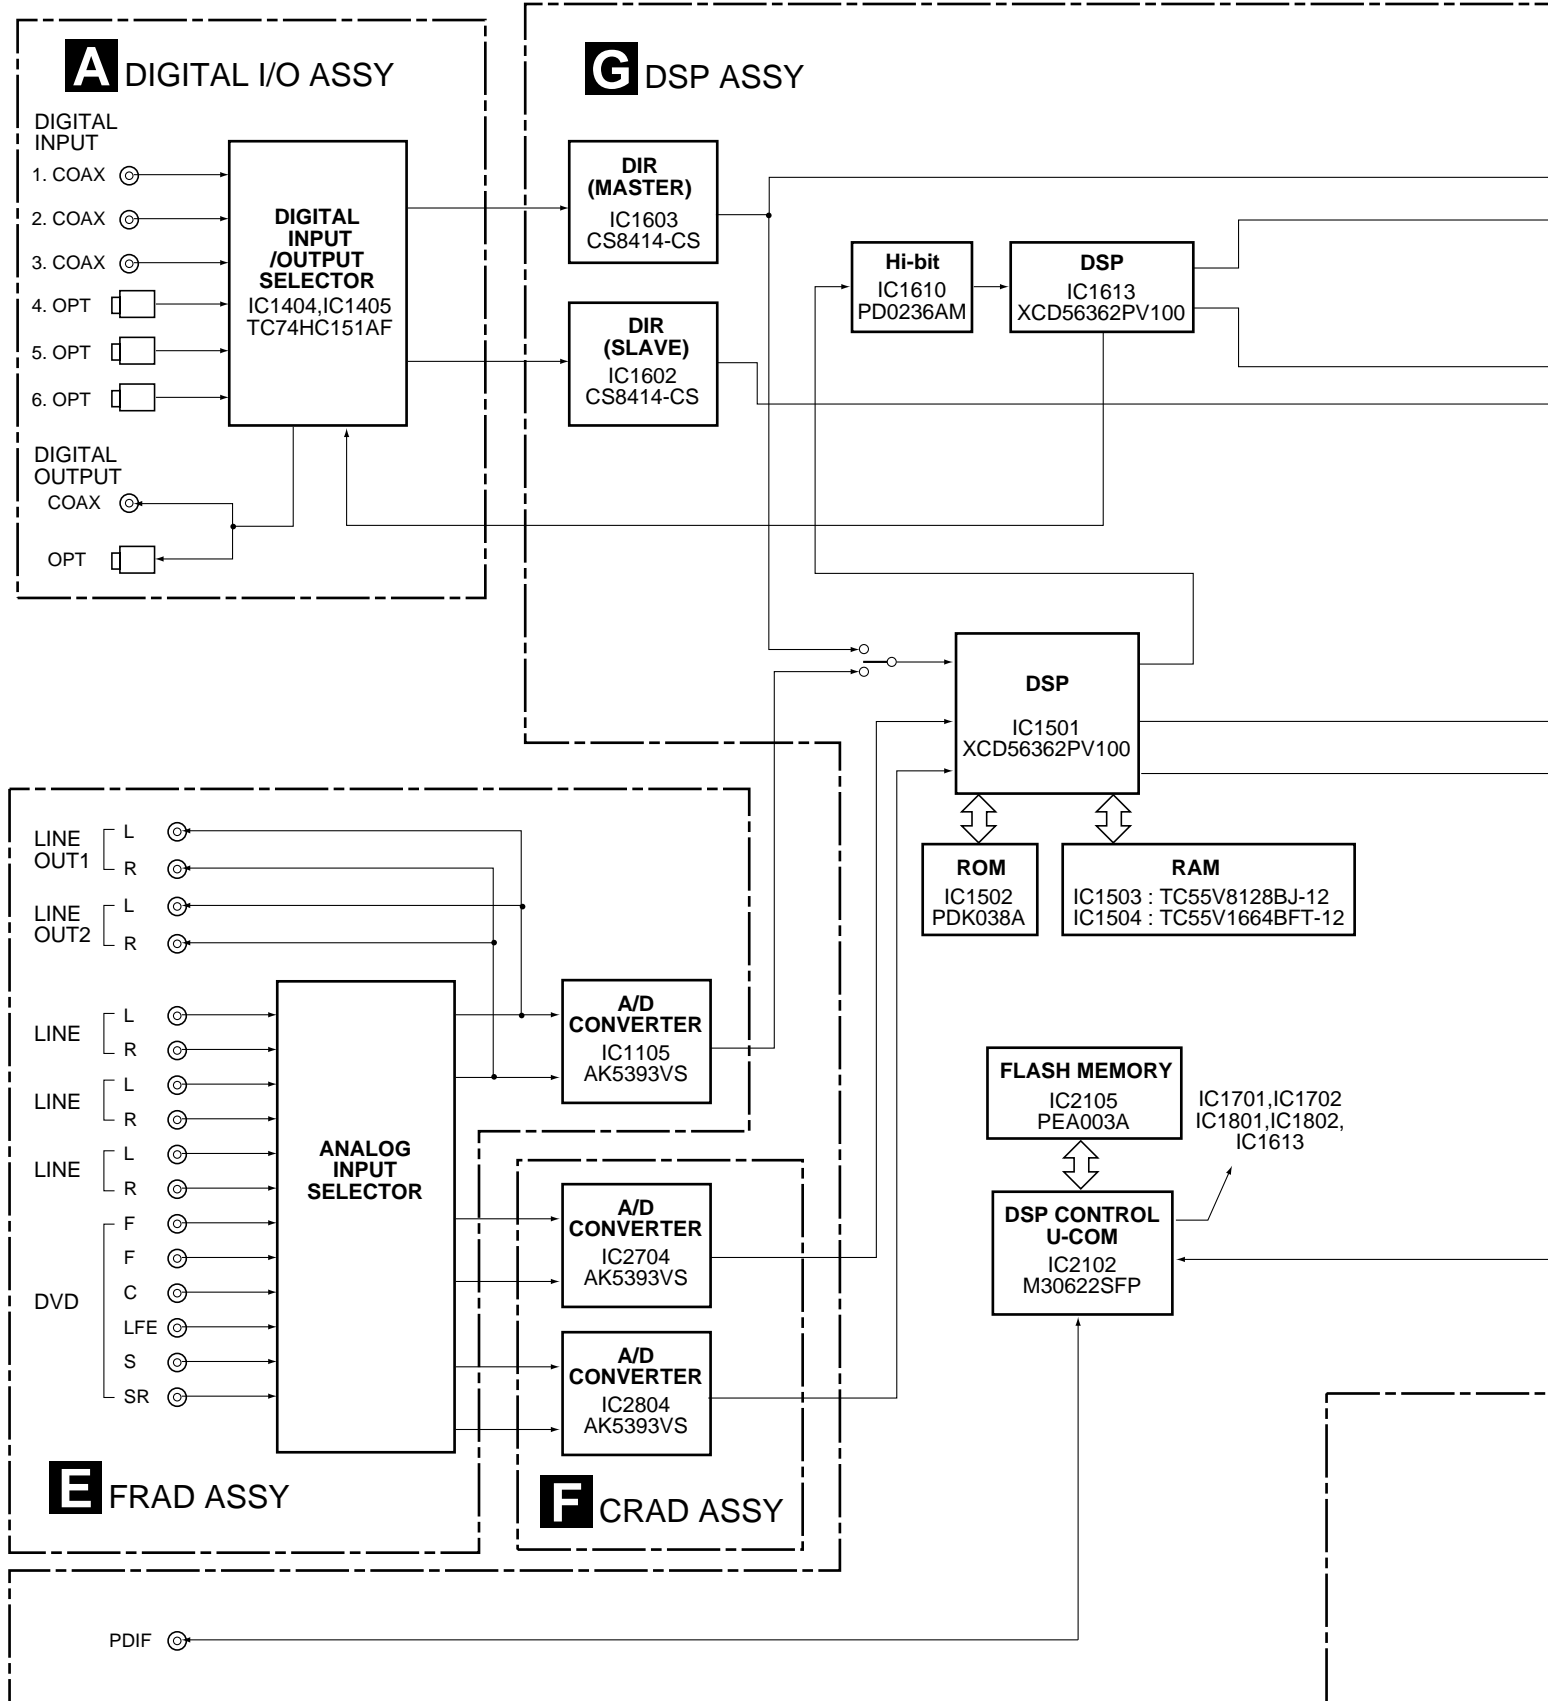 A DIGITAL I/O ASSY
DIGITAL
INPUT
1. COAX
2. COAX
3. COAX
4. OPT
5. OPT
6. OPT
DIGITAL
INPUT
/OUTPUT
SELECTOR
IC1404,IC1405
TC74HC151AF
DIGITAL
OUTPUT
COAX
OPT
G DSP ASSY
DIR
(MASTER)
IC1603
CS8414-CS
DIR
(SLAVE)
IC1602
CS8414-CS
Hi-bit
IC1610
PD0236AM
DSP
IC1613
XCD56362PV100
DSP
IC1501
XCD56362PV100
ROM
IC1502
PDK038A
RAM
IC1503 : TC55V8128BJ-12
IC1504 : TC55V1664BFT-12
LINE
OUT1
L
R
LINE
OUT2
L
R
LINE
L
R
LINE
L
R
LINE
L
R
DVD
F
F
C
LFE
S
SR
ANALOG
INPUT
SELECTOR
A/D
CONVERTER
IC1105
AK5393VS
A/D
CONVERTER
IC2704
AK5393VS
A/D
CONVERTER
IC2804
AK5393VS
E FRAD ASSY
F CRAD ASSY
FLASH MEMORY
IC2105
PEA003A
IC1701,IC1702
IC1801,IC1802,
IC1613
DSP CONTROL
U-COM
IC2102
M30622SFP
PDIF